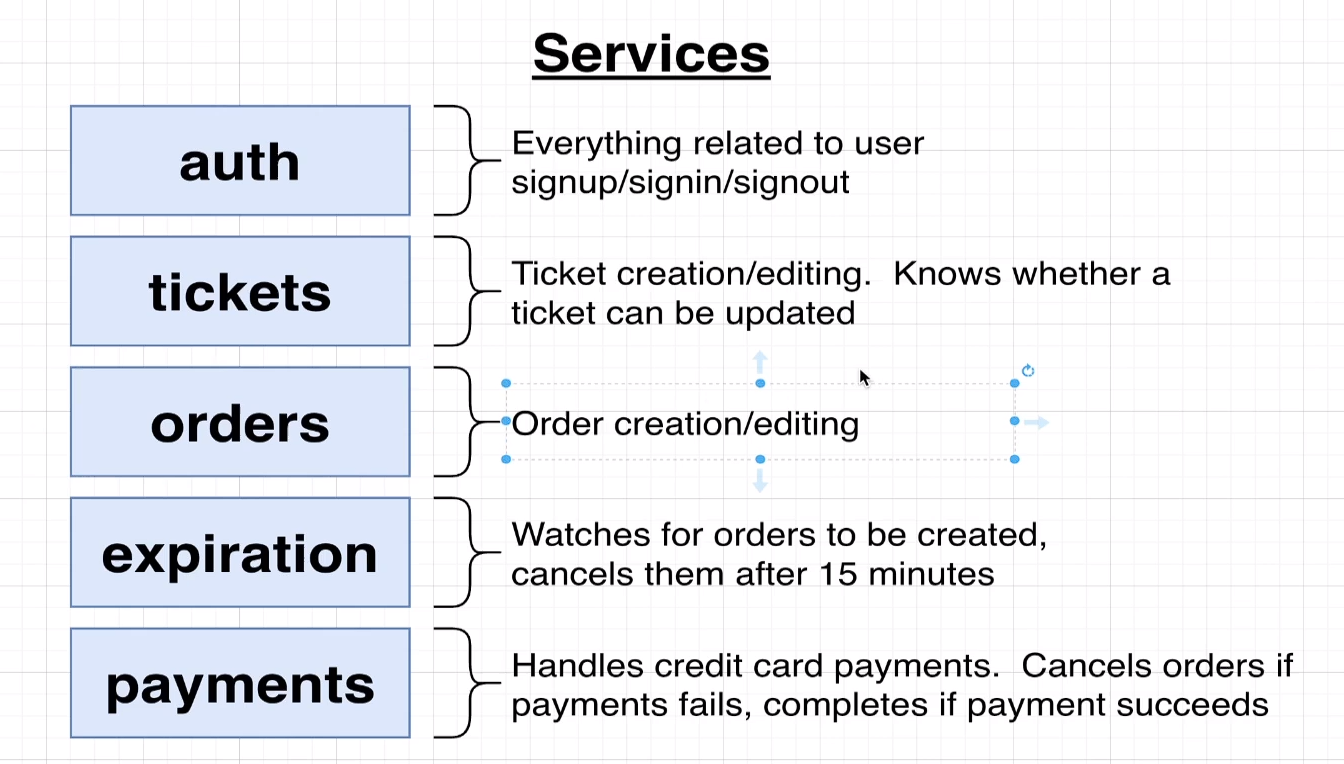 Services
auth
Everything related to user
signup/signin/signout
tickets
Ticket creation/editing.  Knows whether a
ticket can be updated
orders
Order creation/editing
expiration
Watches for orders to be created,
cancels them after 15 minutes
payments
Handles credit card payments.  Cancels orders if
payments fails, completes if payment succeeds